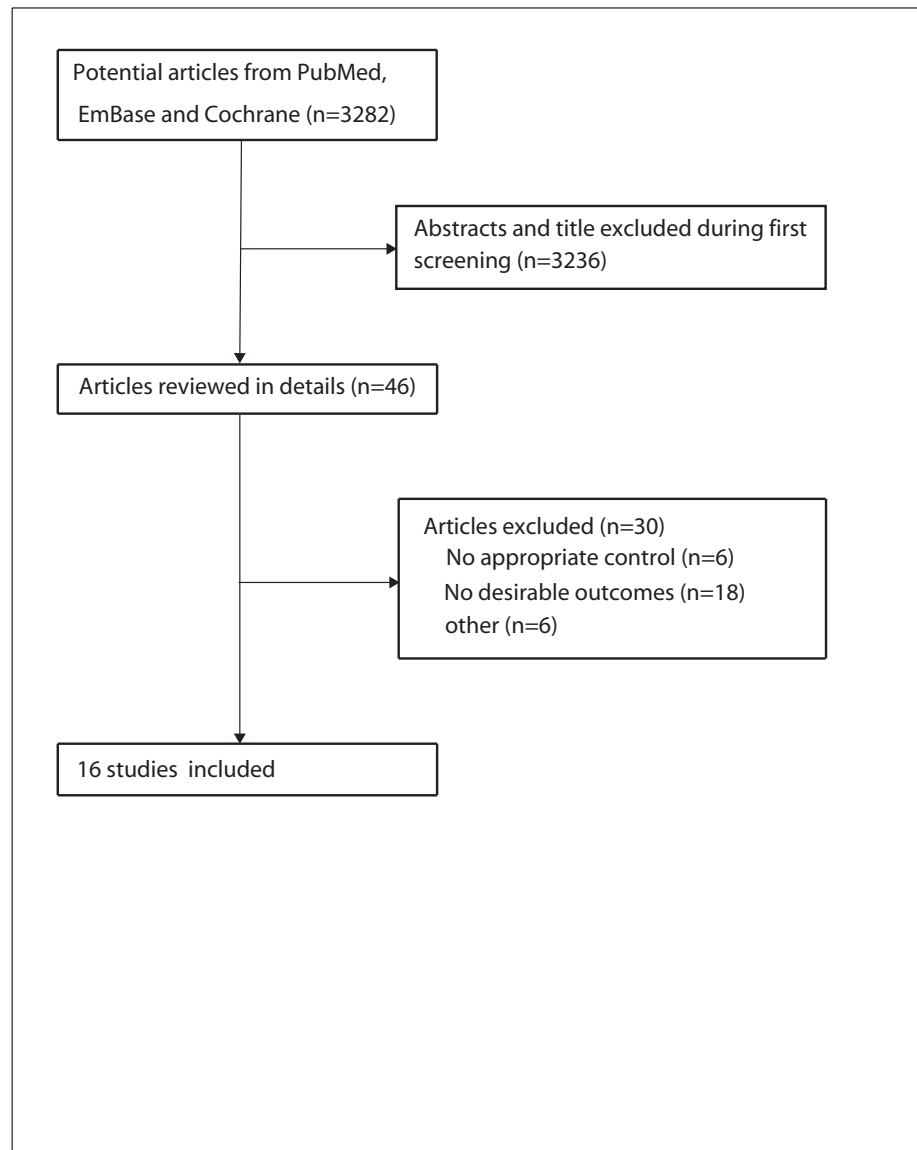 Potential articles from PubMed,
EmBase and Cochrane (n=3282)
Abstracts and title excluded during first
screening (n=3236)
Articles reviewed in details (n=46)
Articles excluded (n=30)
No appropriate control (n=6)
No desirable outcomes (n=18)
other (n=6)
16 studies included